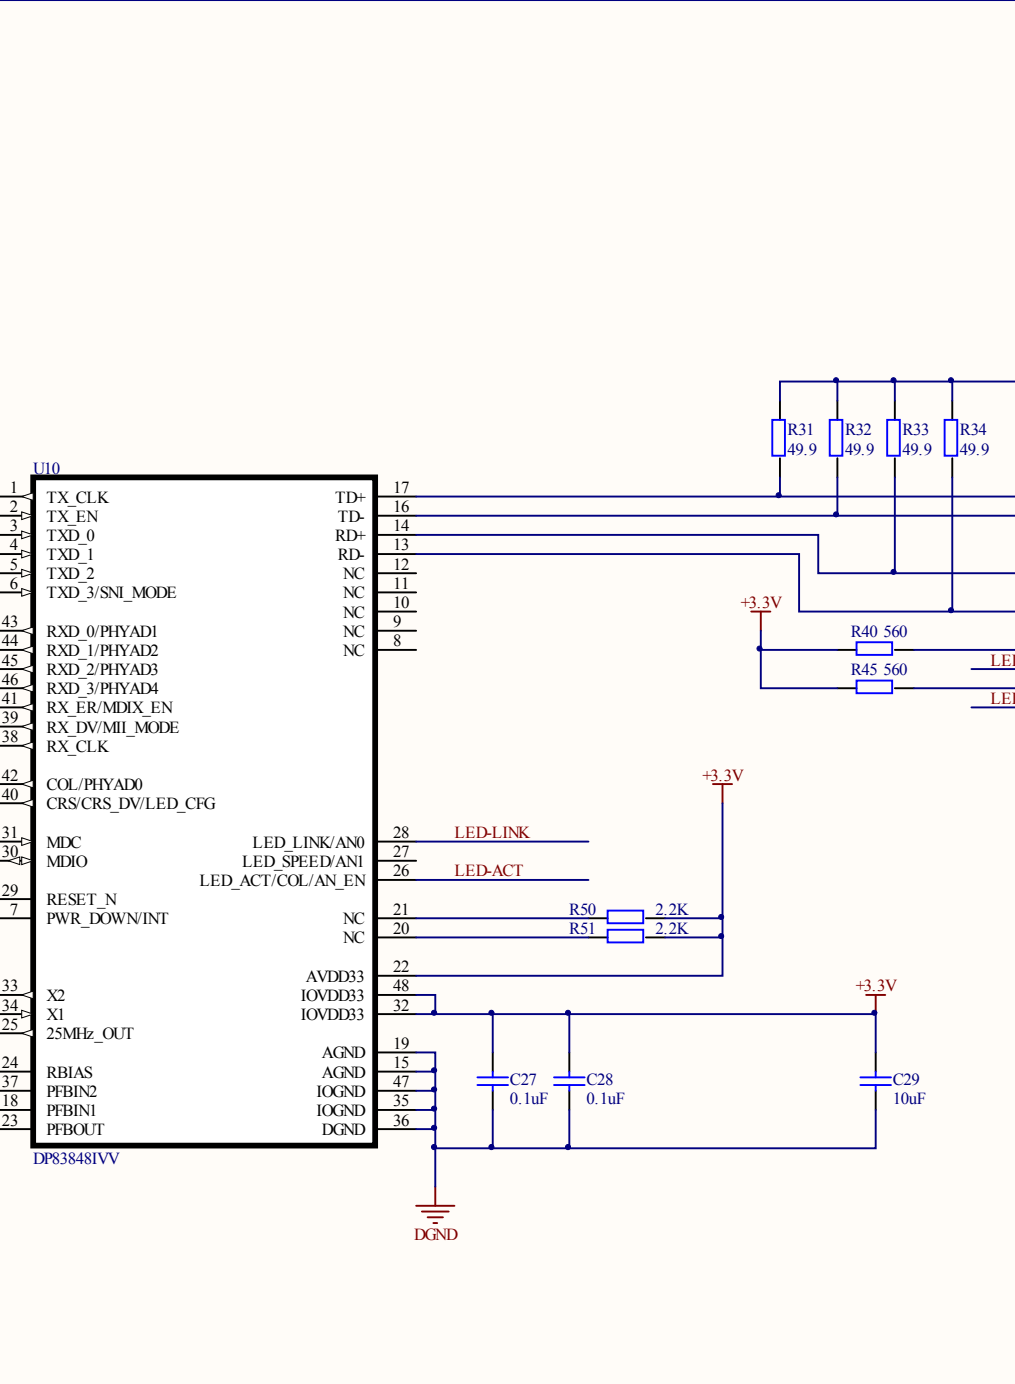 R31 R32 R33 R34
49.9 49.9 49.9 49.9
U10
1 TX_CLK TD+ 17
2 TX_EN TD- 16
3 TXD_0 RD+ 14
4 TXD_1 RD- 13
5 TXD_2 NC 12
6 TXD_3/SNI_MODE NC 11
NC 10
43 RXD_0/PHYAD1 NC 9
44 RXD_1/PHYAD2 NC 8
45 RXD_2/PHYAD3
46 RXD_3/PHYAD4
41 RX_ER/MDIX_EN
39 RX_DV/MII_MODE
38 RX_CLK
+3.3V
R40 560
R45 560
42 COL/PHYAD0
40 CRS/CRS_DV/LED_CFG
+3.3V
31 MDC LED_LINK/AN0 28 LED-LINK
30 MDIO LED_SPEED/AN1 27
LED_ACT/COL/AN_EN 26 LED-ACT
29 RESET_N
7 PWR_DOWN/INT NC 21 R50 2.2K
NC 20 R51 2.2K
AVDD33 22
33 X2 IOVDD33 48 +3.3V
34 X1 IOVDD33 32
25 25MHz_OUT
AGND 19
24 RBIAS AGND 15 C27 C28 C29
37 PFBIN2 IOGND 47 0.1uF 0.1uF 10uF
18 PFBIN1 IOGND 35
23 PFBOUT DGND 36
DP83848IVV
DGND